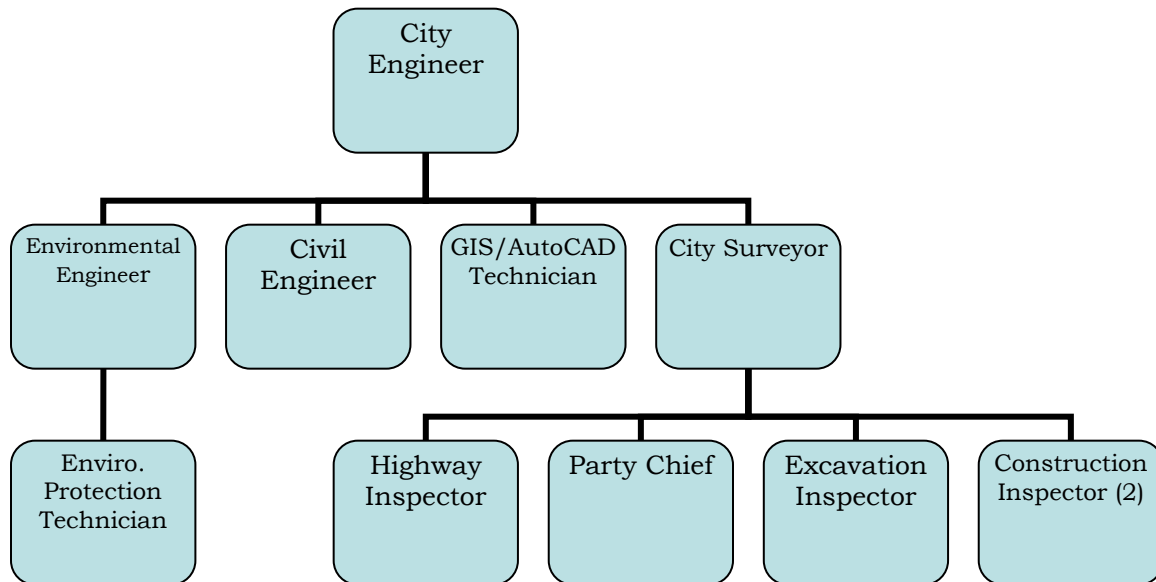 City
Engineer
Environmental
Engineer
Civil
Engineer
GIS/AutoCAD
Technician
City Surveyor
Enviro.
Protection
Technician
Highway
Inspector
Party Chief
Excavation
Inspector
Construction
Inspector (2)